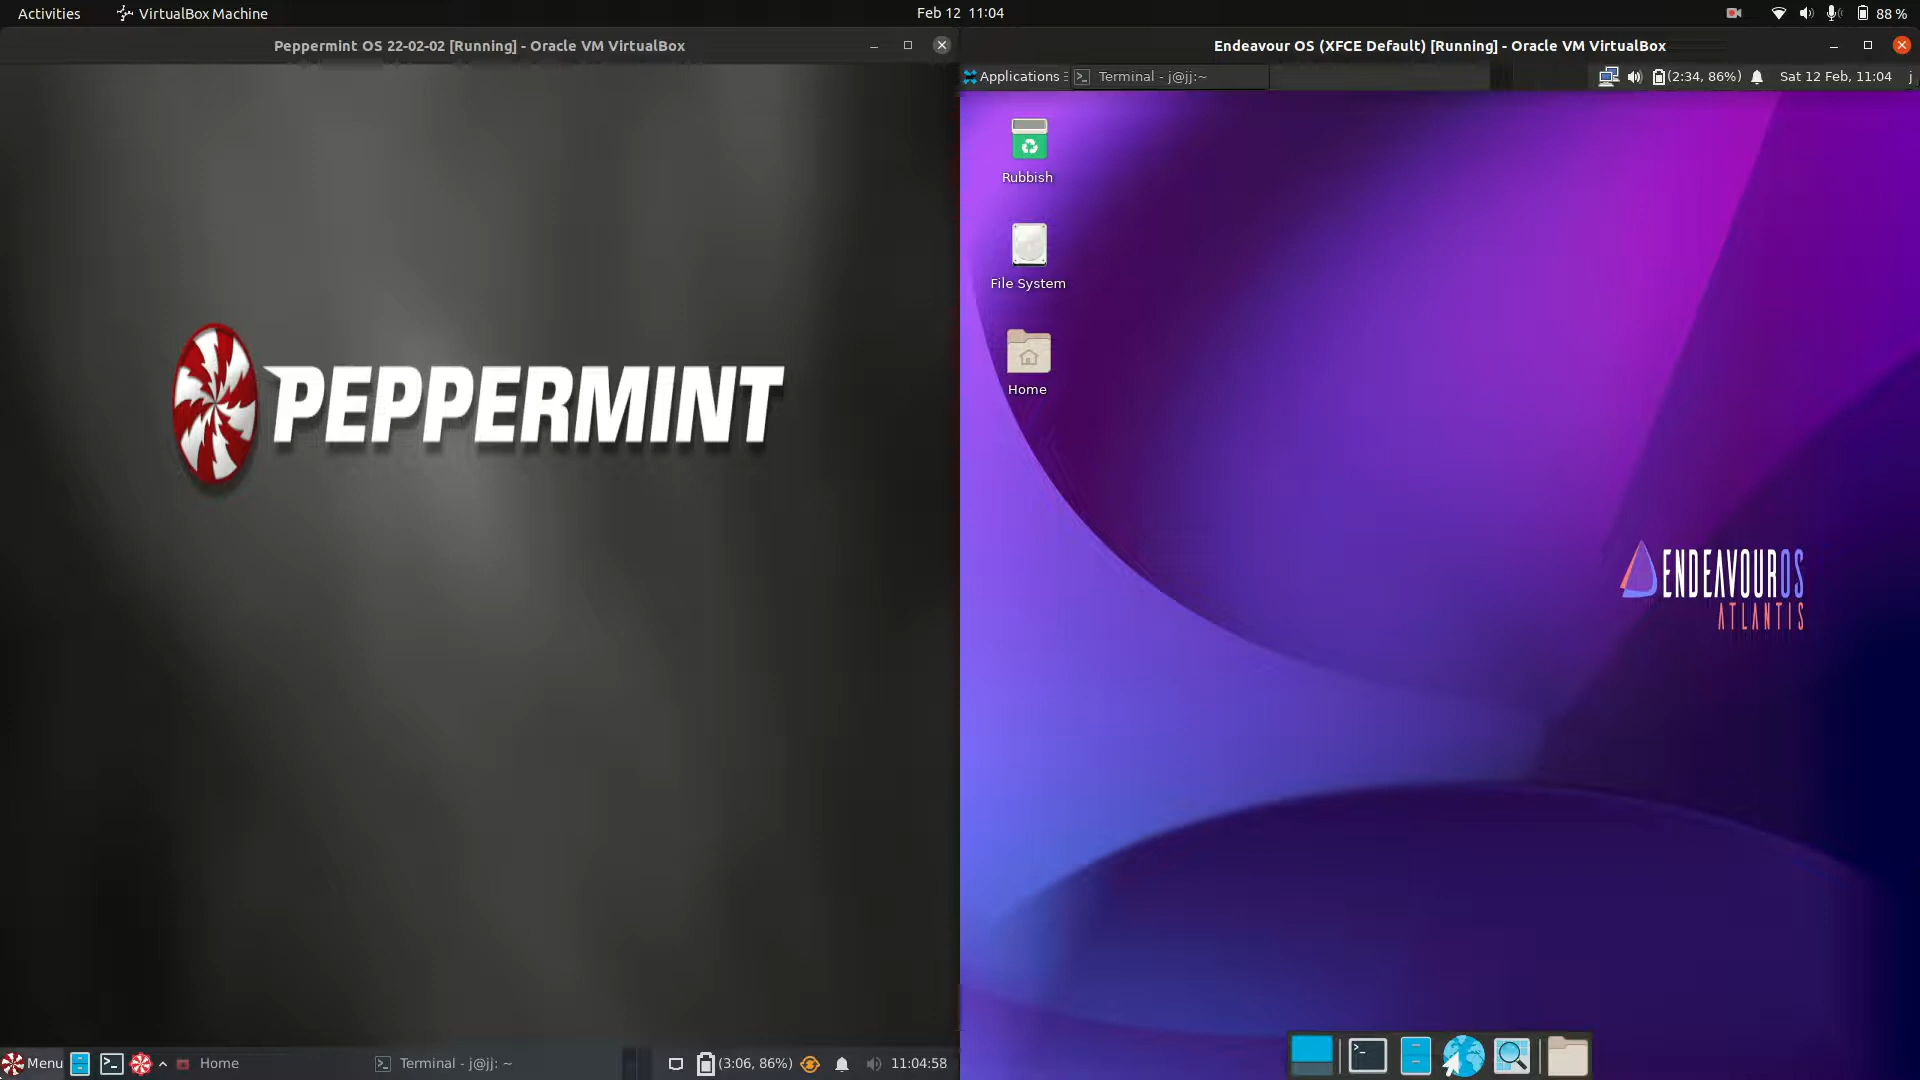 Activities
VirtualBox Machine
Feb 12 11:04
88 %
Peppermint OS 22-02-02 [Running] - Oracle VM VirtualBox
Endeavour OS (XFCE Default) [Running] - Oracle VM VirtualBox
Applications
Terminal - j@jj:~
(2:34, 86%)
Sat 12 Feb, 11:04
j
Rubbish
File System
Home
PEPPERMINT
ENDEAVOUROS
ATLANTIS
Menu
Home
Terminal - j@jj: ~
(3:06, 86%)
11:04:58